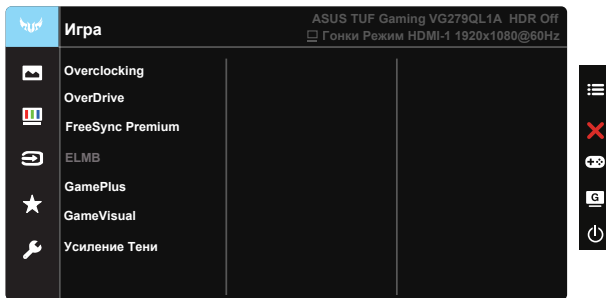 Игра
ASUS TUF Gaming VG279QL1A HDR Off
Гонки Режим HDMI-1 1920x1080@60Hz
Overclocking
OverDrive
FreeSync Premium
ELMB
GamePlus
GameVisual
Усиление Тени
G